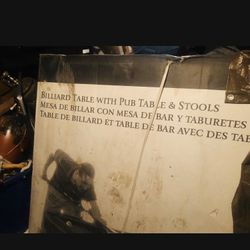 Billiard Table with Pub Table & Stools
Mesa de billar con mesa de bar y taburetes
Table de billard et table de bar avec des tab